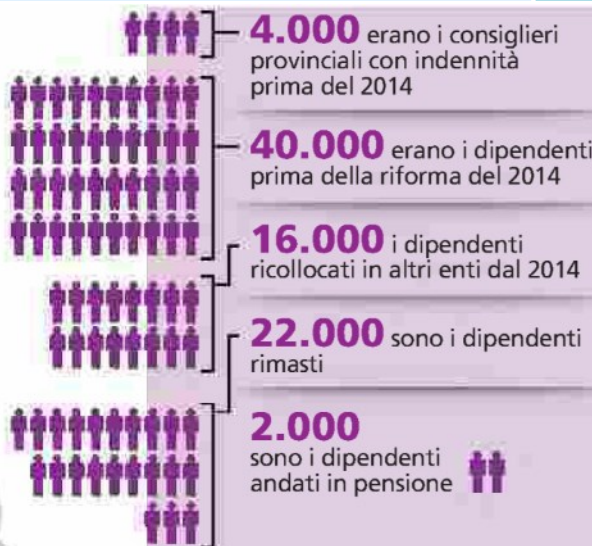 4.000 erano i consiglieri
provinciali con indennità
prima del 2014
40.000 erano i dipendenti
prima della riforma del 2014
16.000 i dipendenti
ricollocati in altri enti dal 2014
22.000 sono i dipendenti
rimasti
2.000
sono i dipendenti
andati in pensione